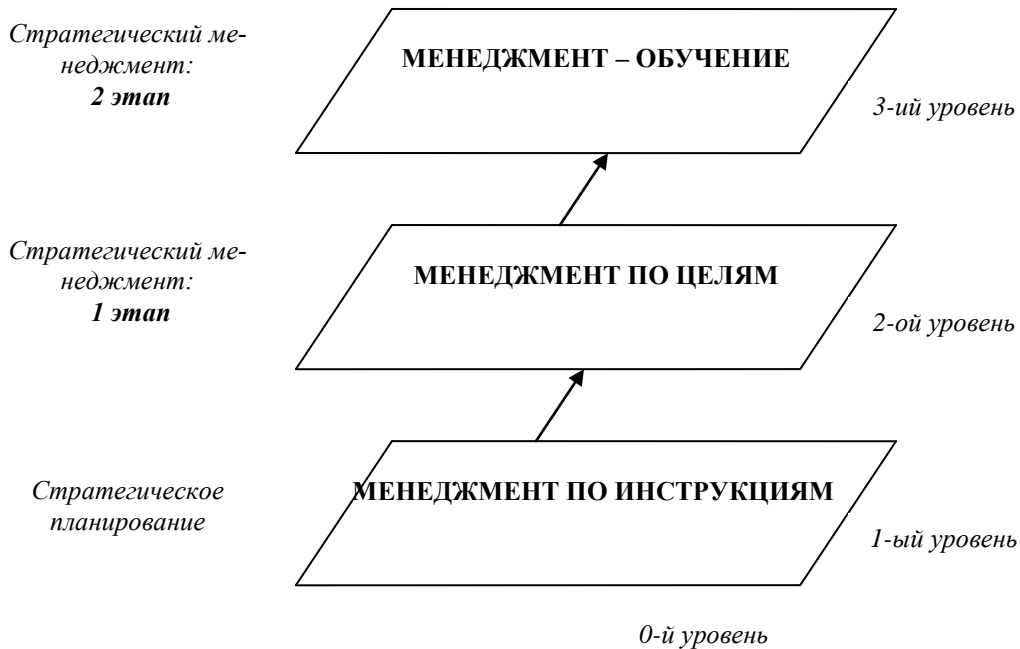 Стратегический ме-
неджмент:
2 этап
МЕНЕДЖМЕНТ – ОБУЧЕНИЕ
3-ий уровень
Стратегический ме-
неджмент:
1 этап
МЕНЕДЖМЕНТ ПО ЦЕЛЯМ
2-ой уровень
Стратегическое
планирование
МЕНЕДЖМЕНТ ПО ИНСТРУКЦИЯМ
1-ый уровень
0-й уровень